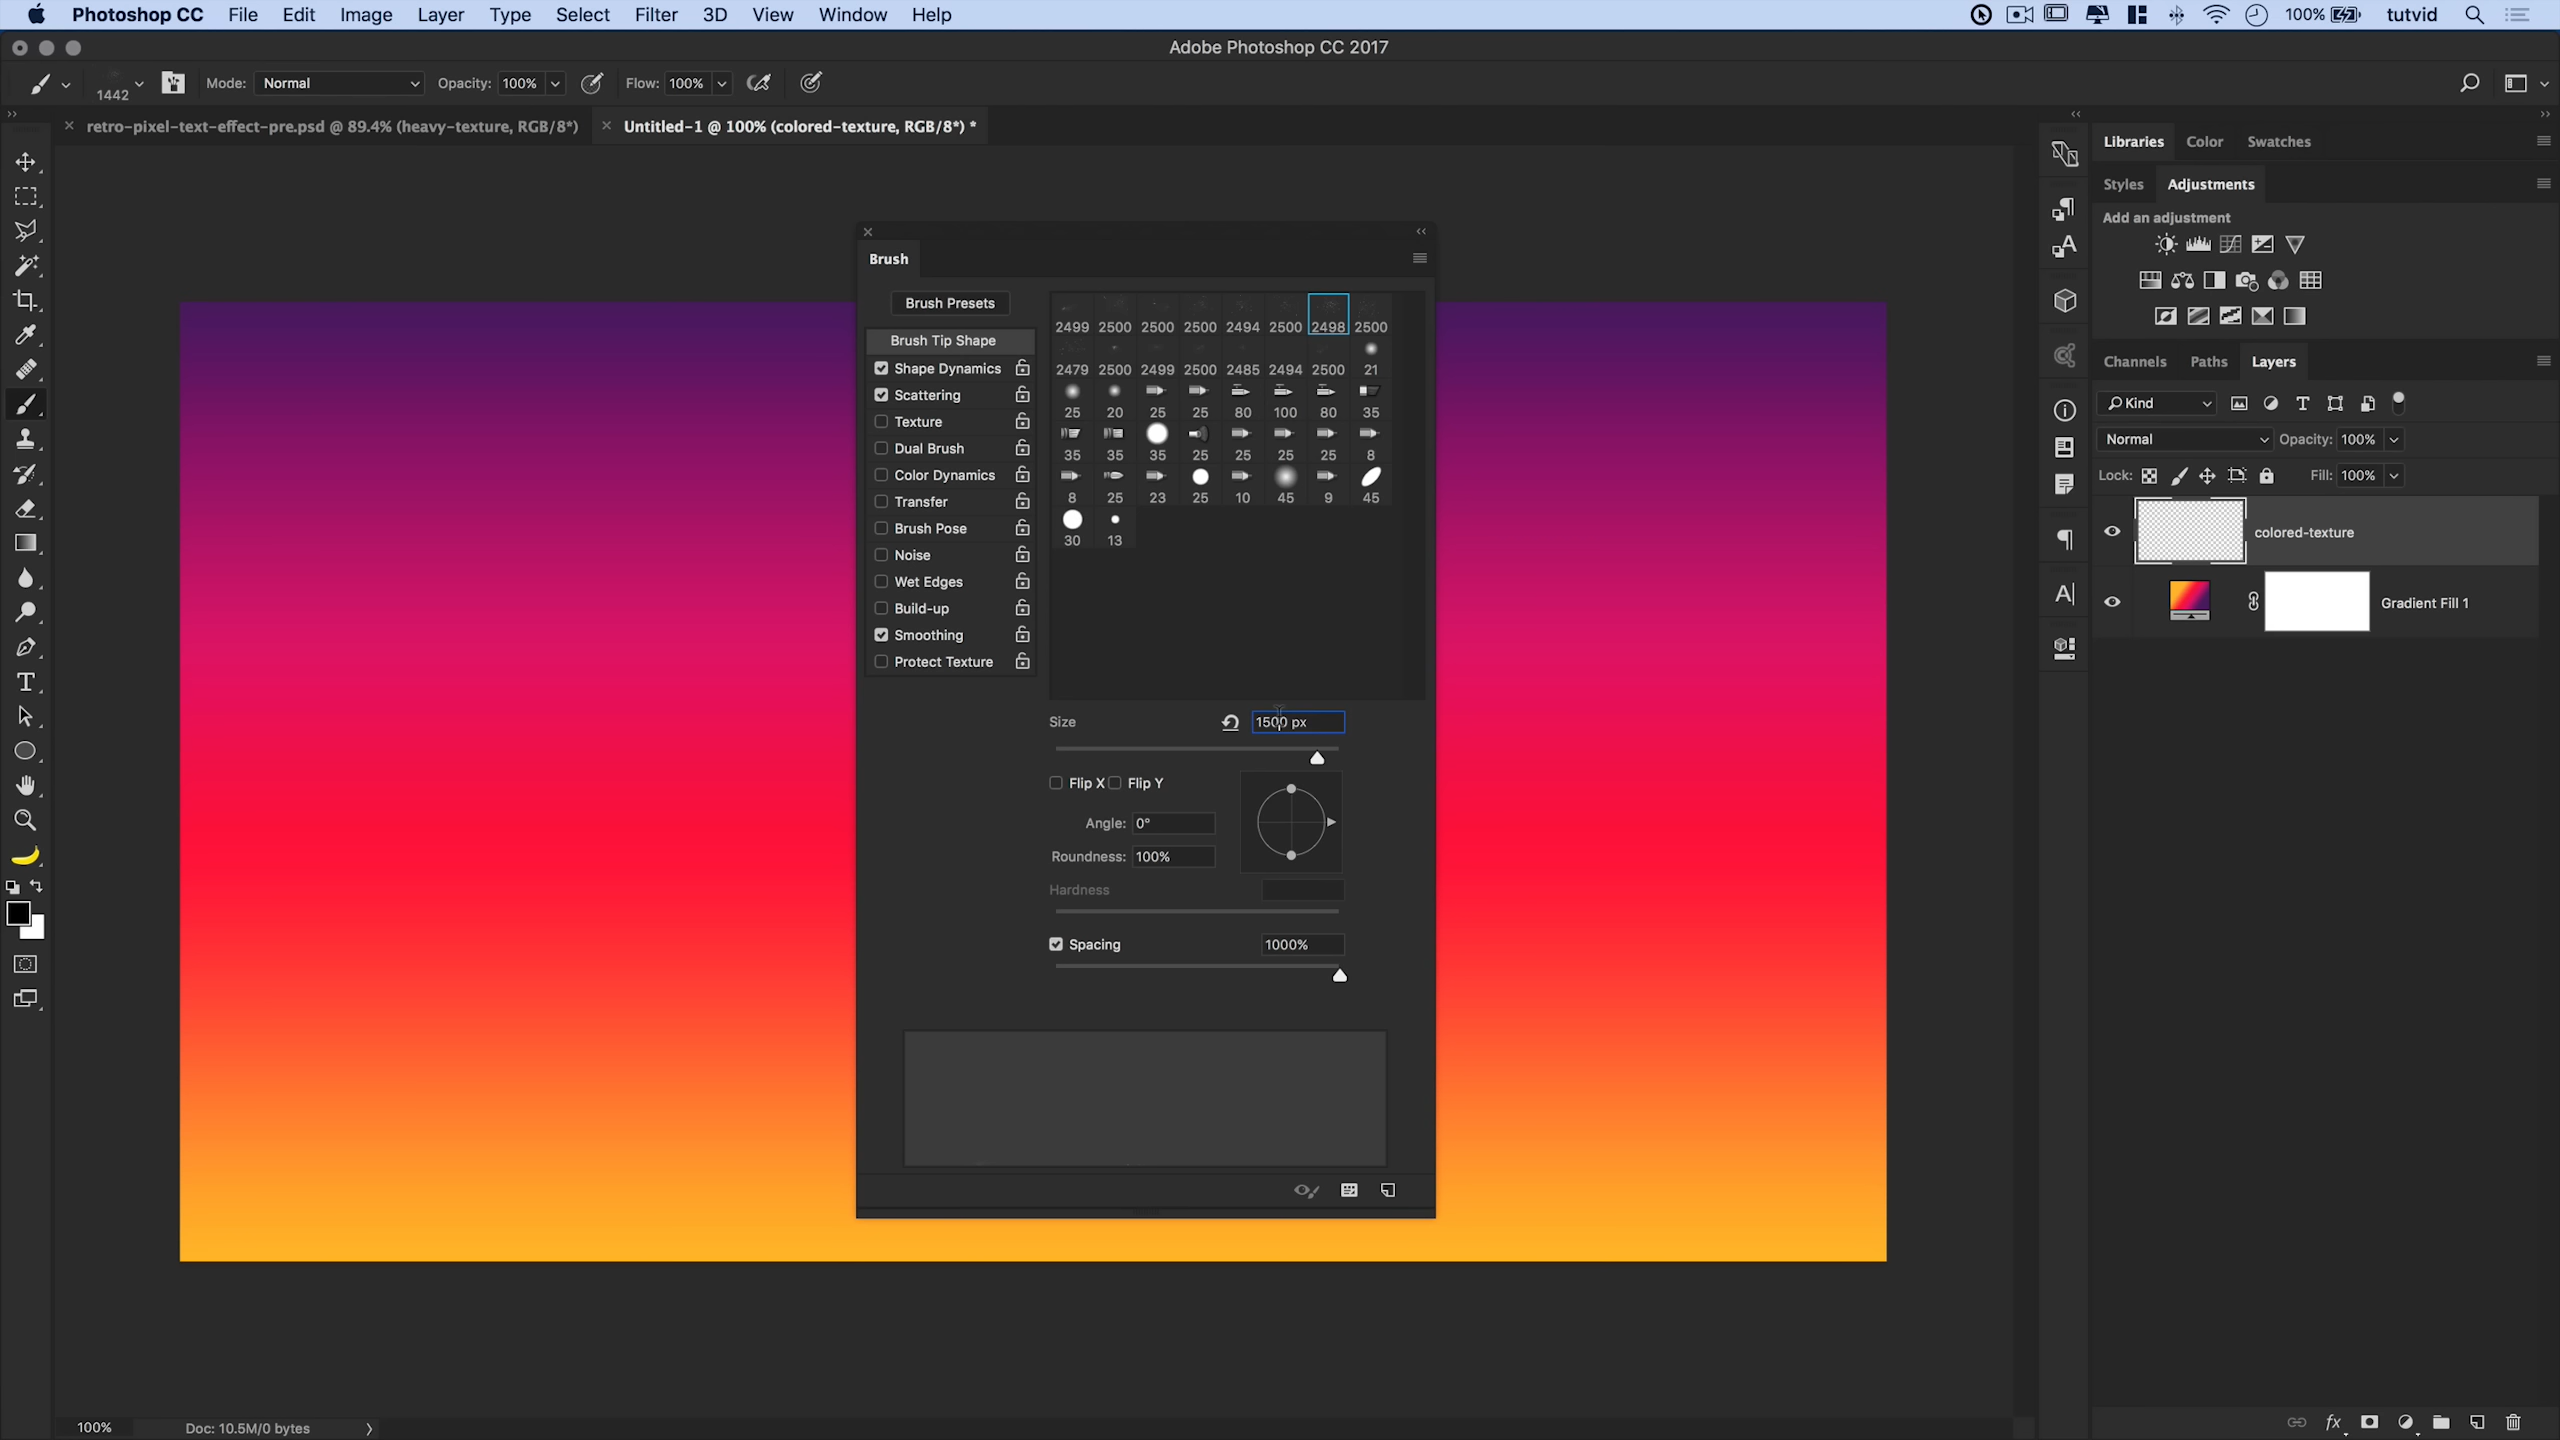 Photoshop CC File Edit Image Layer Type Select Filter 3D View Window Help 100% tutvid
Adobe Photoshop CC 2017
1442 Mode: Normal Opacity: 100% Flow: 100%
retro-pixel-text-effect-pre.psd @ 89.4% (heavy-texture, RGB/8*) Untitled-1 @ 100% (colored-texture, RGB/8*) *
Libraries Color Swatches
Styles Adjustments
Add an adjustment
Channels Paths Layers
Kind
Normal Opacity: 100%
Lock: Fill: 100%
colored-texture
Gradient Fill 1
Brush
Brush Presets
Brush Tip Shape
Shape Dynamics
Scattering
Texture
Dual Brush
Color Dynamics
Transfer
Brush Pose
Noise
Wet Edges
Build-up
Smoothing
Protect Texture
2499 2500 2500 2500 2494 2500 2498 2500
2479 2500 2499 2500 2485 2494 2500 21
25 20 25 25 80 100 80 35
35 35 35 25 25 25 25 8
8 25 23 25 10 45 9 45
30 13
Size 1500 px
Flip X Flip Y
Angle: 0°
Roundness: 100%
Hardness
Spacing 1000%
100% Doc: 10.5M/0 bytes